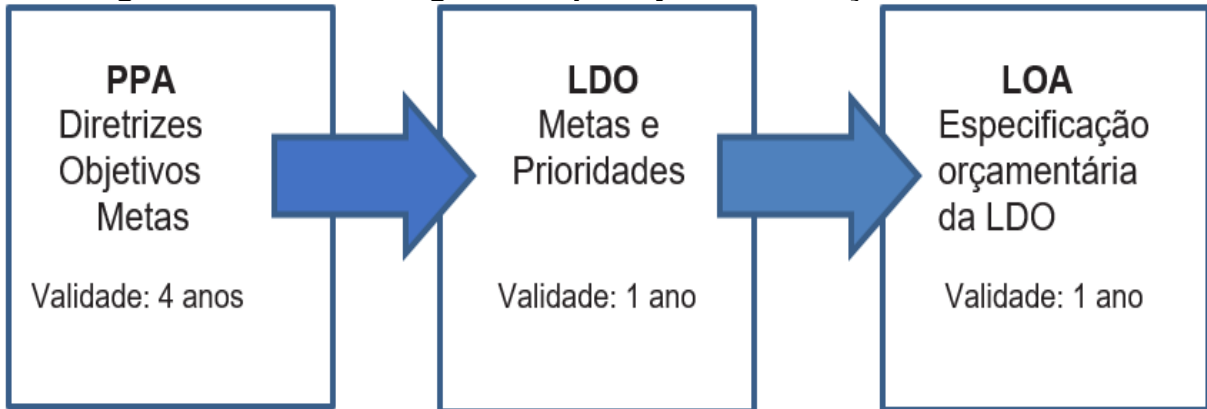 PPA
Diretrizes
Objetivos
Metas
Validade: 4 anos
LDO
Metas e
Prioridades
Validade: 1 ano
LOA
Especificação
orçamentária
da LDO
Validade: 1 ano